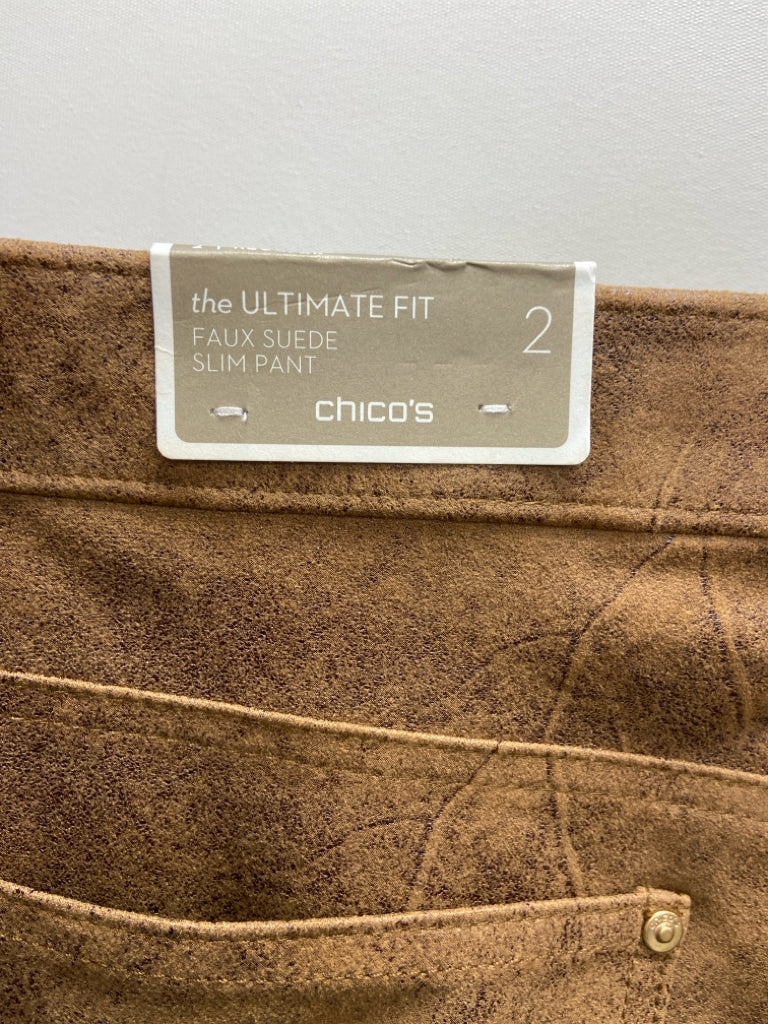 the ULTIMATE FIT
FAUX SUEDE
SLIM PANT
2
chico's